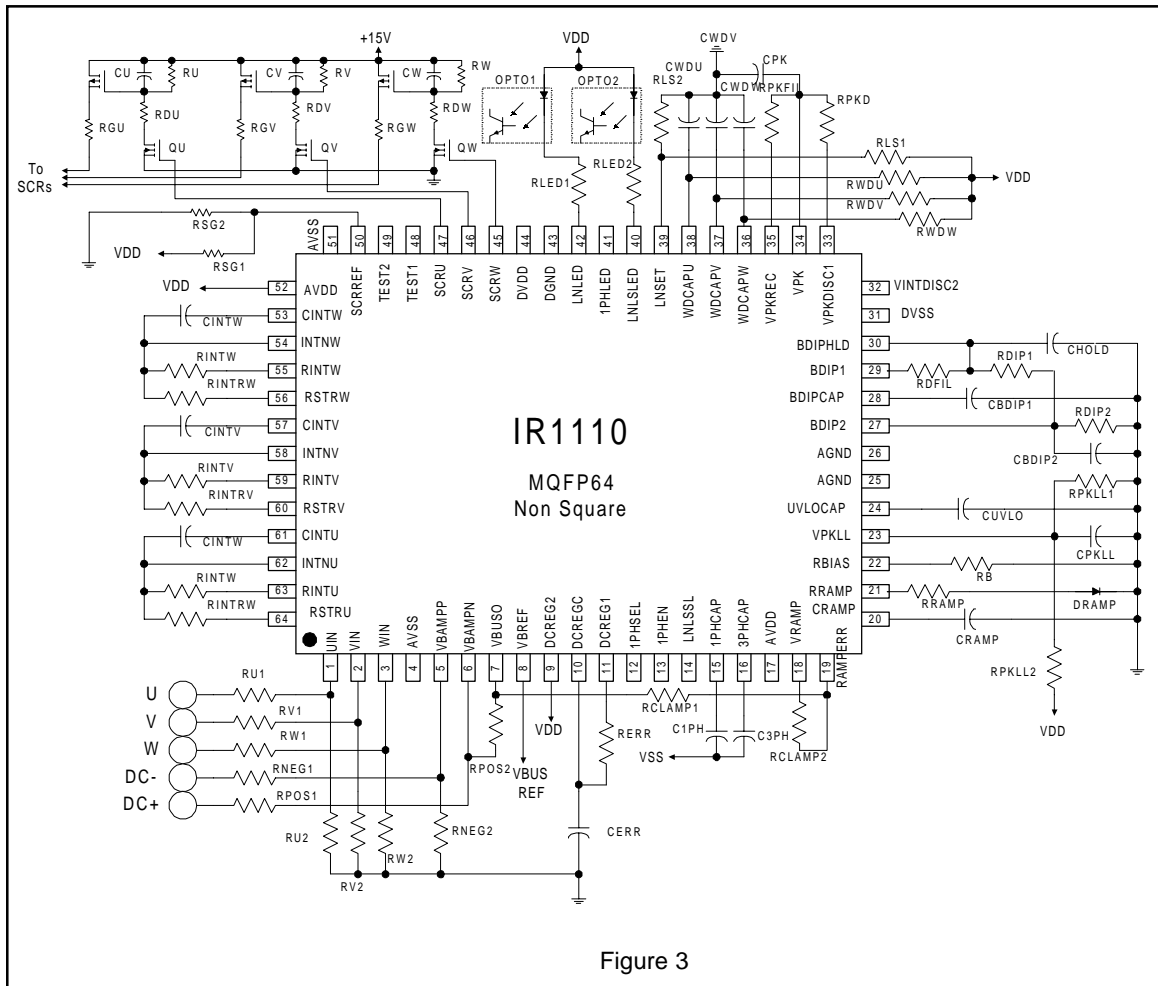 +15V
VDD
CWDV
CPK
CU
RU
CV
RV
CW
RW
OPTO1
OPTO2
RLS2
CWDU
CWDW
RPKFIL
RPKD
RDU
RDV
RDW
RGU
QU
RGV
QV
RGW
QW
RLS1
To
SCRs
RLED1
RLED2
RWDU
VDD
RWDV
RSG2
RWDW
VDD
RSG1
AVSS
51
50
49
48
47
46
45
44
43
42
41
40
39
38
37
36
35
34
33
SCRREF
TEST2
TEST1
SCRU
SCRV
SCRW
DVDD
DGND
LNLED
1PHLED
LNLSLED
LNSET
WDCAPU
WDCAPV
WDCAPW
VPKREC
VPK
VPKDISC1
VDD
52 AVDD
CINTW
53 CINTW
54 INTNW
RINTW
55 RINTW
RINTRW
56 RSTRW
CINTV
57 CINTV
58 INTNV
RINTV
59 RINTV
RINTRV
60 RSTRV
CINTW
61 CINTU
62 INTNU
RINTW
63 RINTU
RINTRW
64 RSTRU
IR1110
MQFP64
Non Square
32 VINTDISC2
31 DVSS
BDIPHLD 30
CHOLD
BDIP1 29
RDFIL
RDIP1
BDIPCAP 28
CBDIP1
BDIP2 27
RDIP2
AGND 26
CBDIP2
AGND 25
RPKLL1
UVLOCAP 24
CUVLO
VPKLL 23
CPKLL
RBIAS 22
RB
RRAMP 21
RRAMP
DRAMP
CRAMP 20
CRAMP
RPKLL2
VDD
UIN
VIN
WIN
AVSS
VBAMPP
VBAMPN
VBUSO
VBREF
DCREG2
DCREGC
DCREG1
1PHSEL
1PHEN
LNLSSL
1PHCAP
3PHCAP
AVDD
VRAMP
RAMPERR
1
2
3
4
5
6
7
8
9
10
11
12
13
14
15
16
17
18
19
U
RU1
V
RV1
W
RW1
DC-
RNEG1
DC+
RPOS1
RPOS2
VDD
VBUS
REF
RERR
RCLAMP1
C1PH
C3PH
VSS
RCLAMP2
RU2
RV2
RW2
RNEG2
CERR
Figure 3